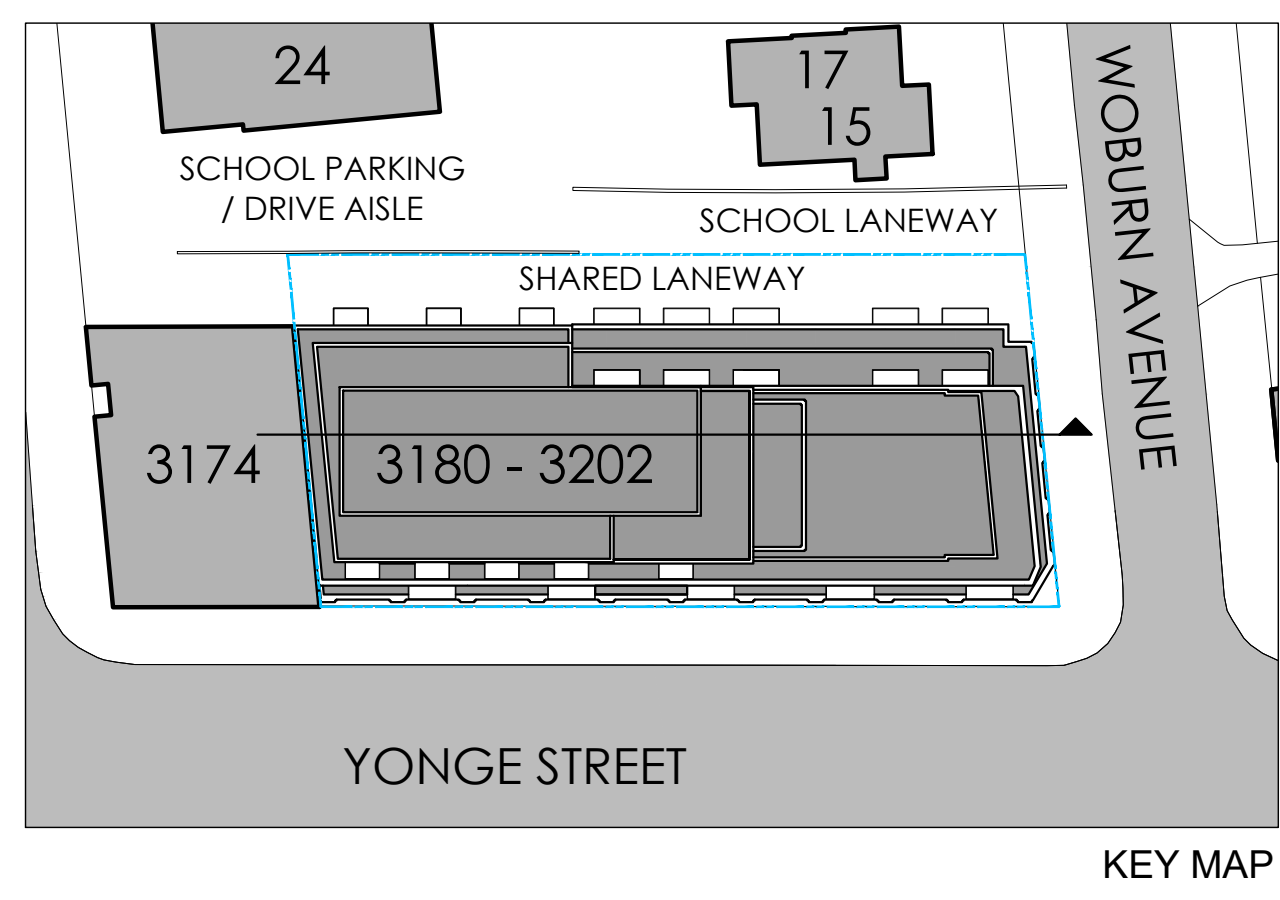 24
17
15
WOBURN AVENUE
SCHOOL PARKING
/ DRIVE AISLE
SCHOOL LANEWAY
SHARED LANEWAY
3174
3180 - 3202
YONGE STREET
KEY MAP